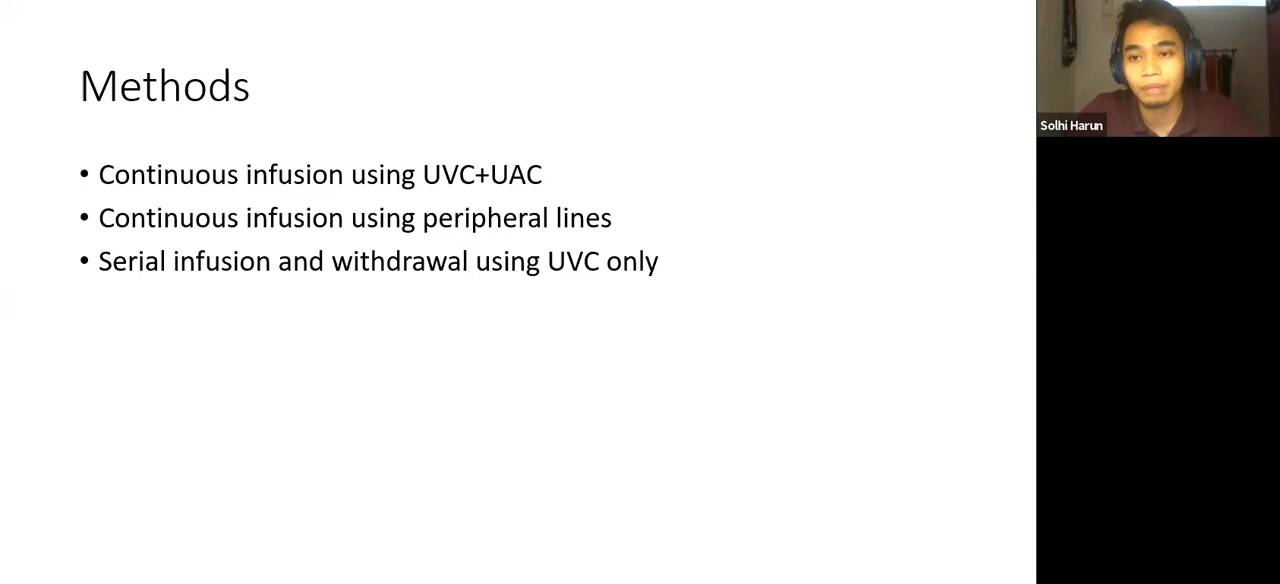 Methods
• Continuous infusion using UVC+UAC
• Continuous infusion using peripheral lines
• Serial infusion and withdrawal using UVC only
Solhi Harun